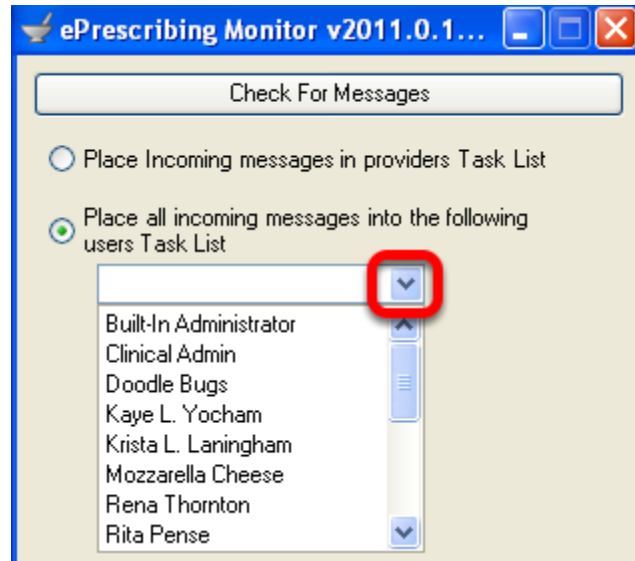 ePrescribing Monitor v2011.0.1...
Check For Messages
Place Incoming messages in providers Task List
Place all incoming messages into the following
users Task List
Built-In Administrator
Clinical Admin
Doodle Bugs
Kaye L. Yocham
Krista L. Laningham
Mozzarella Cheese
Rena Thornton
Rita Pense